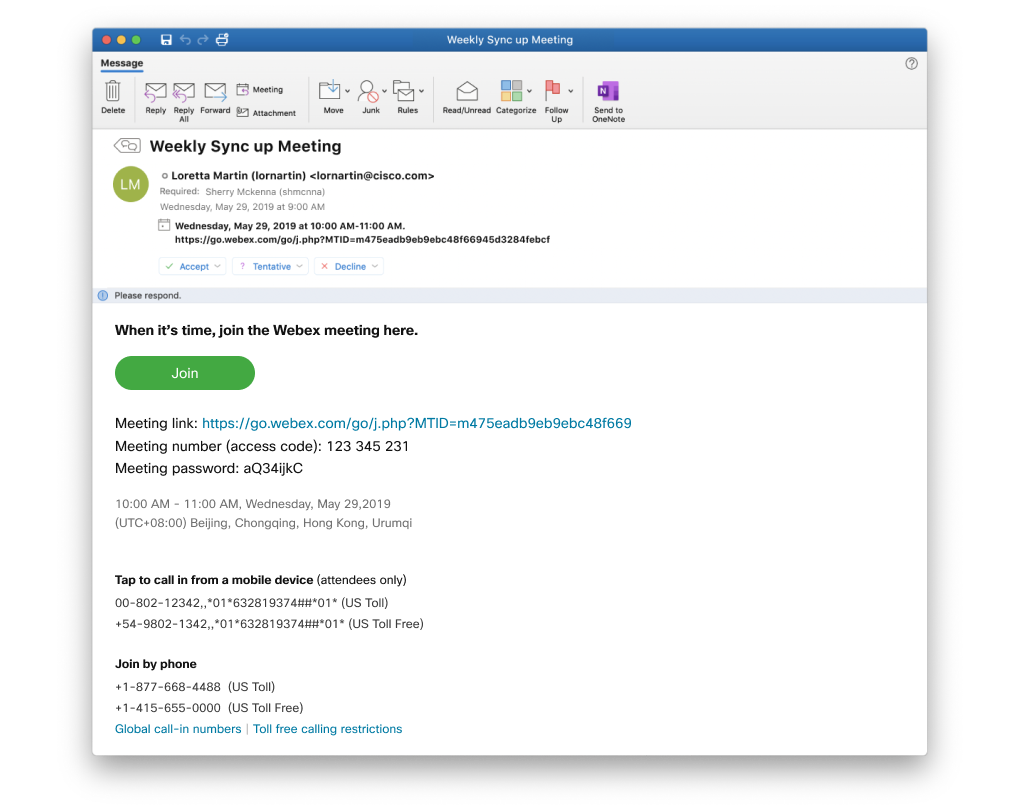 Weekly Sync up Meeting
Message
Delete
Reply
Reply All
Forward
Meeting
Attachment
Move
Junk
Rules
Read/Unread
Categorize
Follow Up
N
Send to OneNote
Weekly Sync up Meeting
LM
Loretta Martin (lornartin) <lornartin@cisco.com>
Required: Sherry Mckenna (shmcnna)
Wednesday, May 29, 2019 at 9:00 AM
Wednesday, May 29, 2019 at 10:00 AM-11:00 AM.
https://go.webex.com/go/j.php?MTID=m475eadb9eb9ebc48f66945d3284febcf
Accept
? Tentative
Decline
Please respond.
When it's time, join the Webex meeting here.
Join
Meeting link: https://go.webex.com/go/j.php?MTID=m475eadb9eb9ebc48f669
Meeting number (access code): 123 345 231
Meeting password: aQ34ijkC
10:00 AM - 11:00 AM, Wednesday, May 29,2019
(UTC+08:00) Beijing, Chongqing, Hong Kong, Urumqi
Tap to call in from a mobile device (attendees only)
00-802-12342,,*01*632819374##*01* (US Toll)
+54-9802-1342,,*01*632819374##*01* (US Toll Free)
Join by phone
+1-877-668-4488 (US Toll)
+1-415-655-0000 (US Toll Free)
Global call-in numbers | Toll free calling restrictions